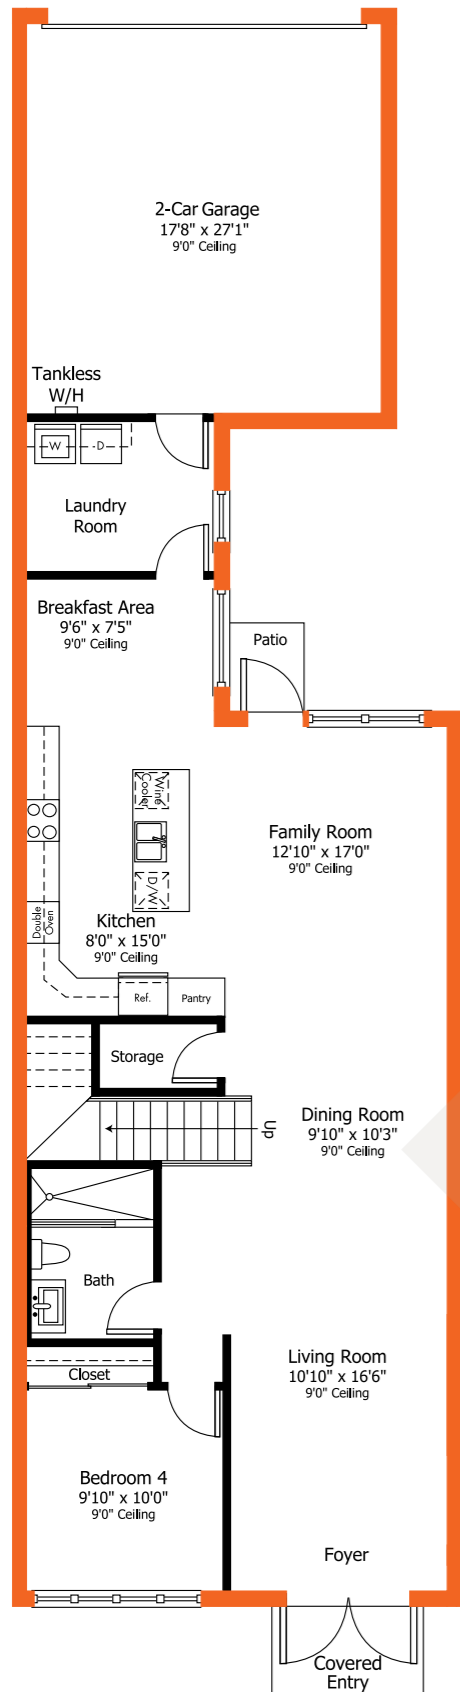 2-Car Garage
17'8" x 27'1"
9'0" Ceiling
Tankless
W/H
W
D
Laundry
Room
Breakfast Area
9'6" x 7'5"
9'0" Ceiling
Patio
Wine
Cooler
Family Room
12'10" x 17'0"
9'0" Ceiling
D/W
Double
Oven
Kitchen
8'0" x 15'0"
9'0" Ceiling
Ref.
Pantry
Storage
Up
Dining Room
9'10" x 10'3"
9'0" Ceiling
Bath
Living Room
10'10" x 16'6"
9'0" Ceiling
Closet
Bedroom 4
9'10" x 10'0"
9'0" Ceiling
Foyer
Covered
Entry